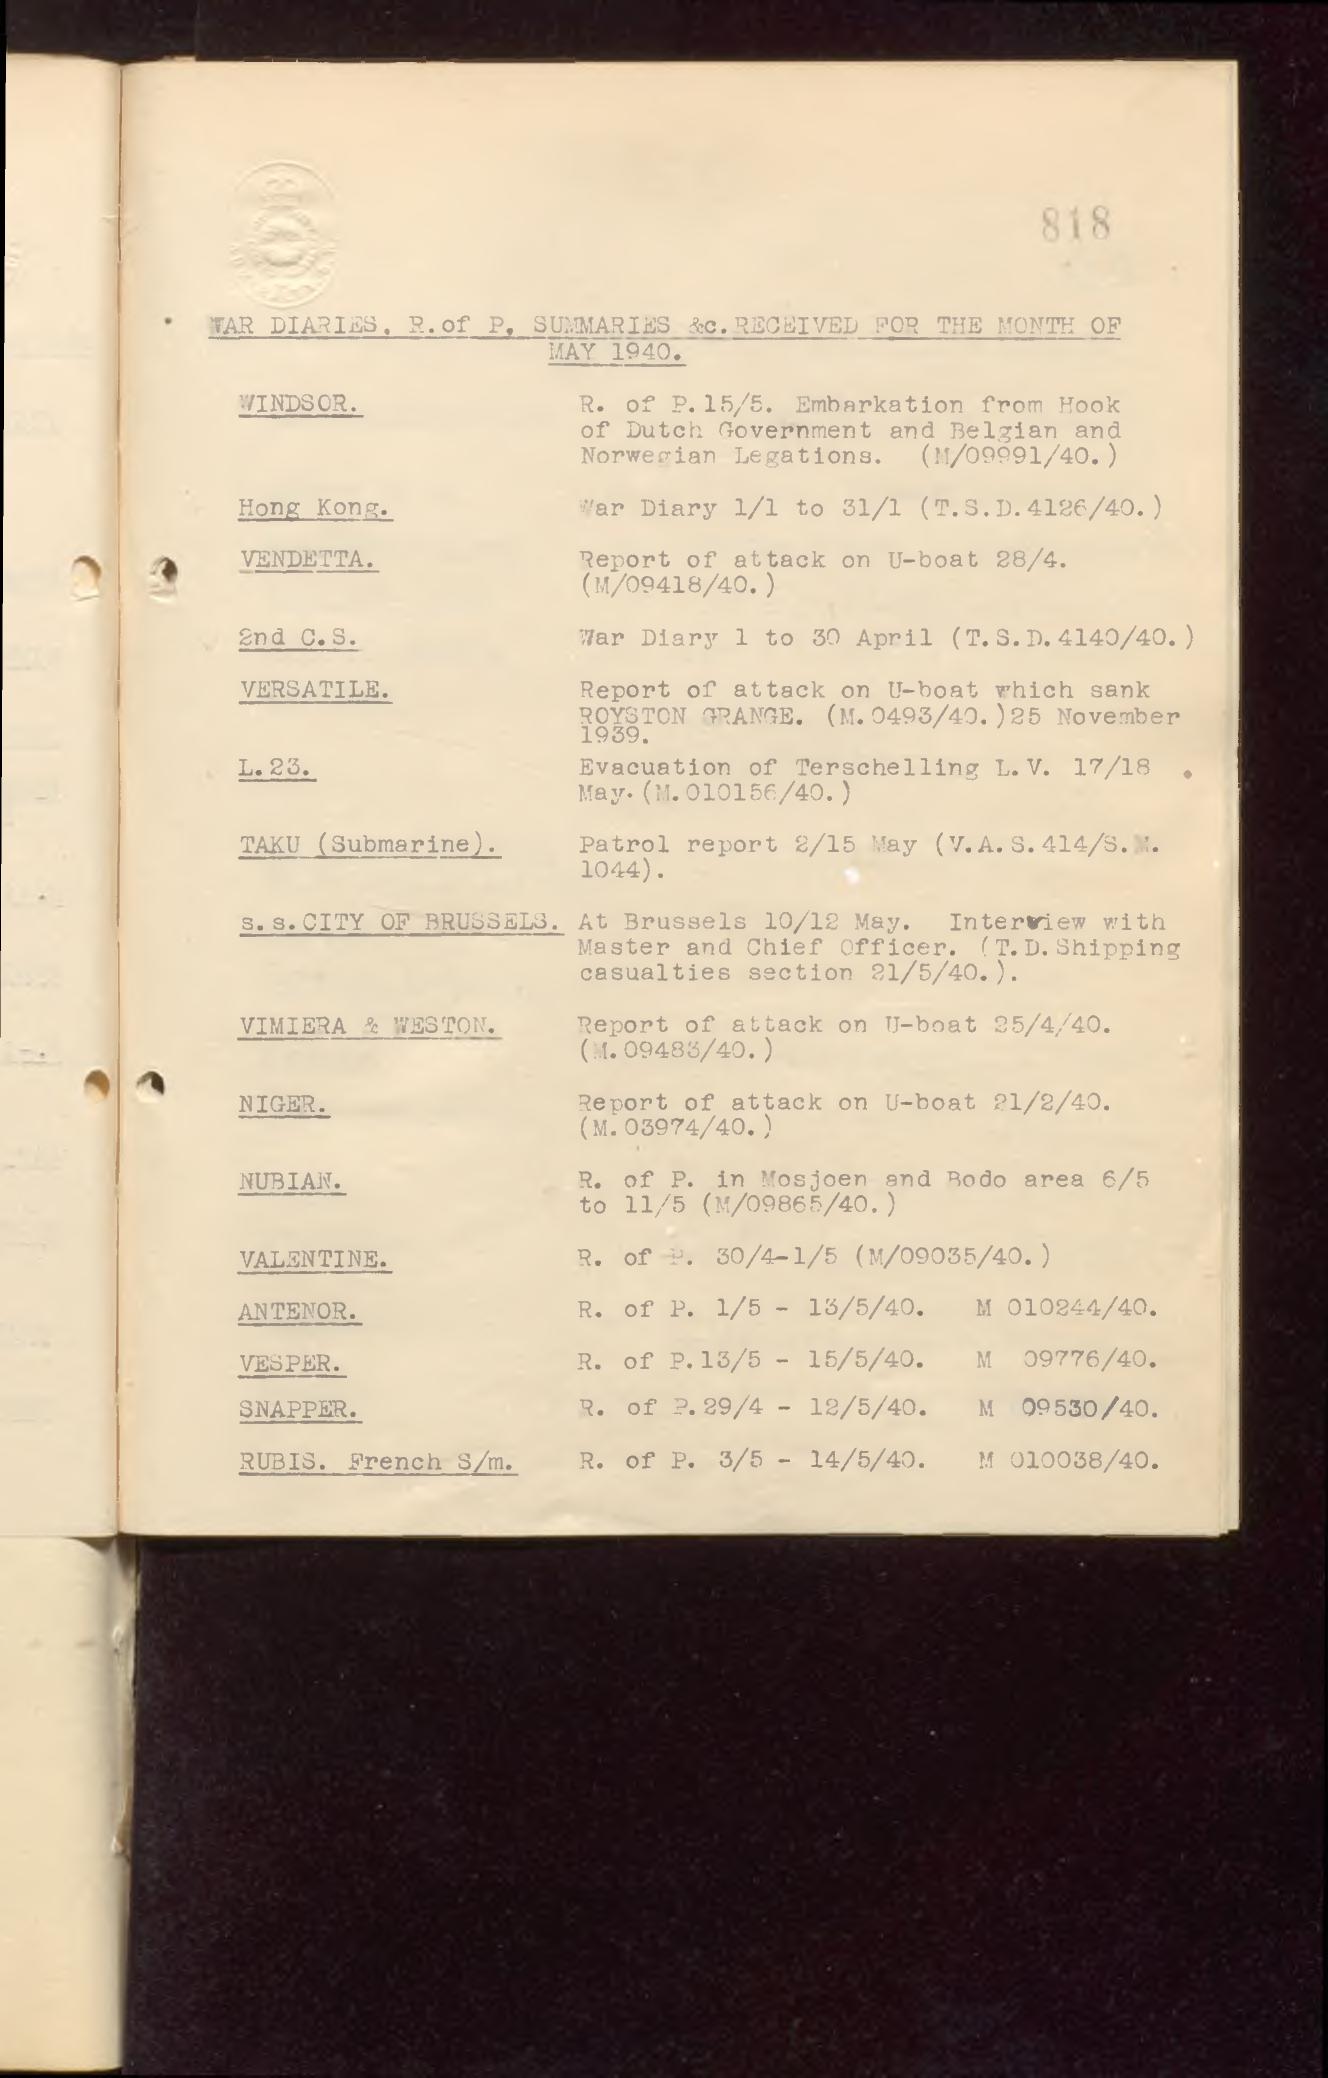 818
WAR DIARIES, R.of P, SUMMARIES &c.RECEIVED FOR THE MONTH OF
MAY 1940.
WINDSOR. R. of P.15/5. Embarkation from Hook
of Dutch Government and Belgian and
Norwegian Legations. (M/09991/40.)
Hong Kong. War Diary 1/1 to 31/1 (T.S.D.4126/40.)
VENDETTA. Report of attack on U-boat 28/4.
(M/09418/40.)
2nd C.S. War Diary 1 to 30 April (T.S.D.4140/40.)
VERSATILE. Report of attack on U-boat which sank
ROYSTON GRANGE. (M.0493/40.)25 November
1939.
L.23. Evacuation of Terschelling L.V. 17/18
May.(M.010156/40.)
TAKU (Submarine). Patrol report 2/15 May (V.A.S.414/S.M.
1044).
s.s.CITY OF BRUSSELS. At Brussels 10/12 May. Interview with
Master and Chief Officer. (T.D.Shipping
casualties section 21/5/40.).
VIMIERA & WESTON. Report of attack on U-boat 25/4/40.
(M.09483/40.)
NIGER. Report of attack on U-boat 21/2/40.
(M.03974/40.)
NUBIAN. R. of P. in Mosjoen and Bodo area 6/5
to 11/5 (M/09865/40.)
VALENTINE. R. of P. 30/4-1/5 (M/09035/40.)
ANTENOR. R. of P. 1/5 - 13/5/40. M 010244/40.
VESPER. R. of P.13/5 - 15/5/40. M 09776/40.
SNAPPER. R. of P.29/4 - 12/5/40. M 09530/40.
RUBIS. French S/m. R. of P. 3/5 - 14/5/40. M 010038/40.